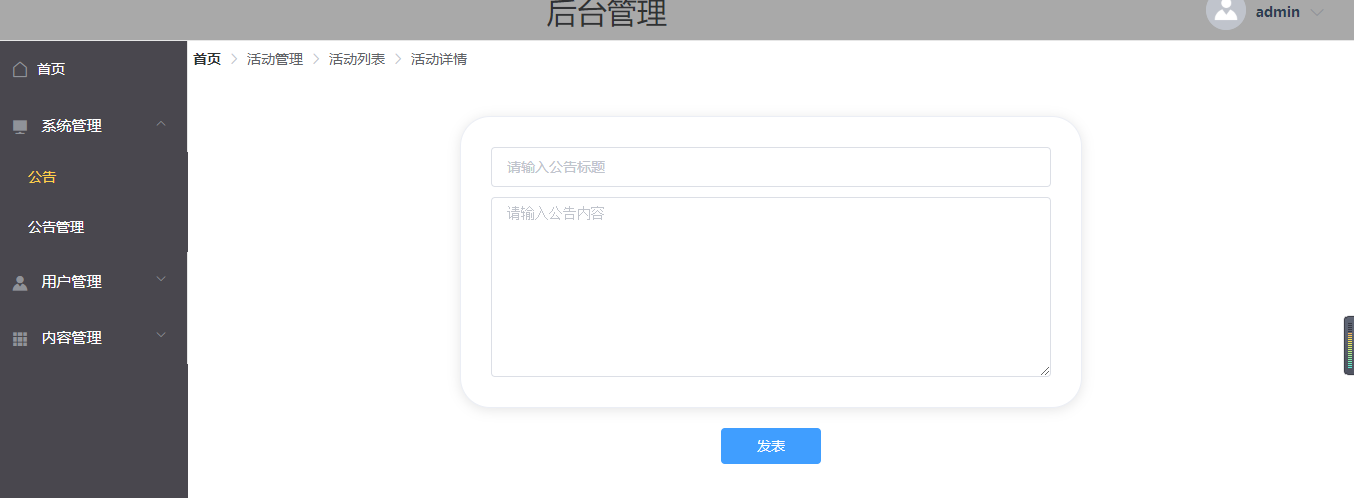 后台管理
admin
首页
首页 > 活动管理 > 活动列表 > 活动详情
系统管理
公告
公告管理
用户管理
内容管理
请输入公告标题
请输入公告内容
发表